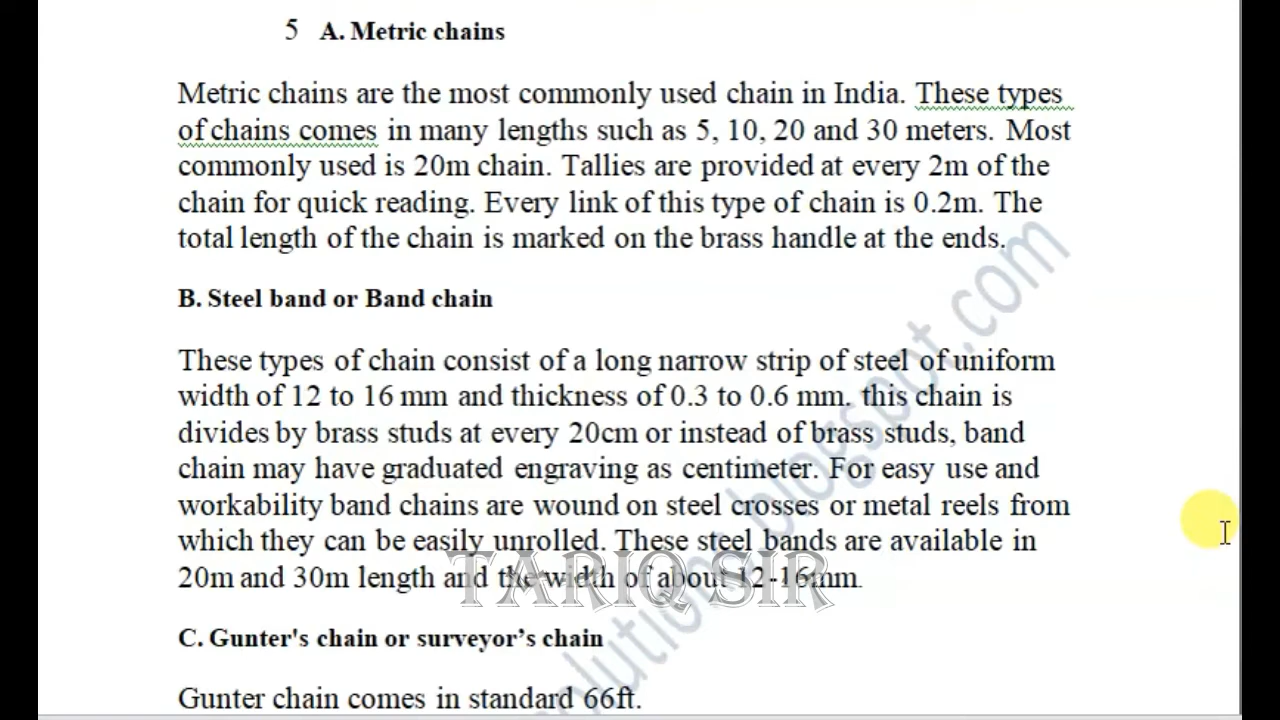 5 A. Metric chains
Metric chains are the most commonly used chain in India. These types
of chains comes in many lengths such as 5, 10, 20 and 30 meters. Most
commonly used is 20m chain. Tallies are provided at every 2m of the
chain for quick reading. Every link of this type of chain is 0.2m. The
total length of the chain is marked on the brass handle at the ends.
B. Steel band or Band chain
These types of chain consist of a long narrow strip of steel of uniform
width of 12 to 16 mm and thickness of 0.3 to 0.6 mm. this chain is
divides by brass studs at every 20cm or instead of brass studs, band
chain may have graduated engraving as centimeter. For easy use and
workability band chains are wound on steel crosses or metal reels from
which they can be easily unrolled. These steel bands are available in
20m and 30m length and the width of about 12-16mm.
TARIQ SIR
C. Gunter's chain or surveyor’s chain
Gunter chain comes in standard 66ft.
solutions.blogspot.com